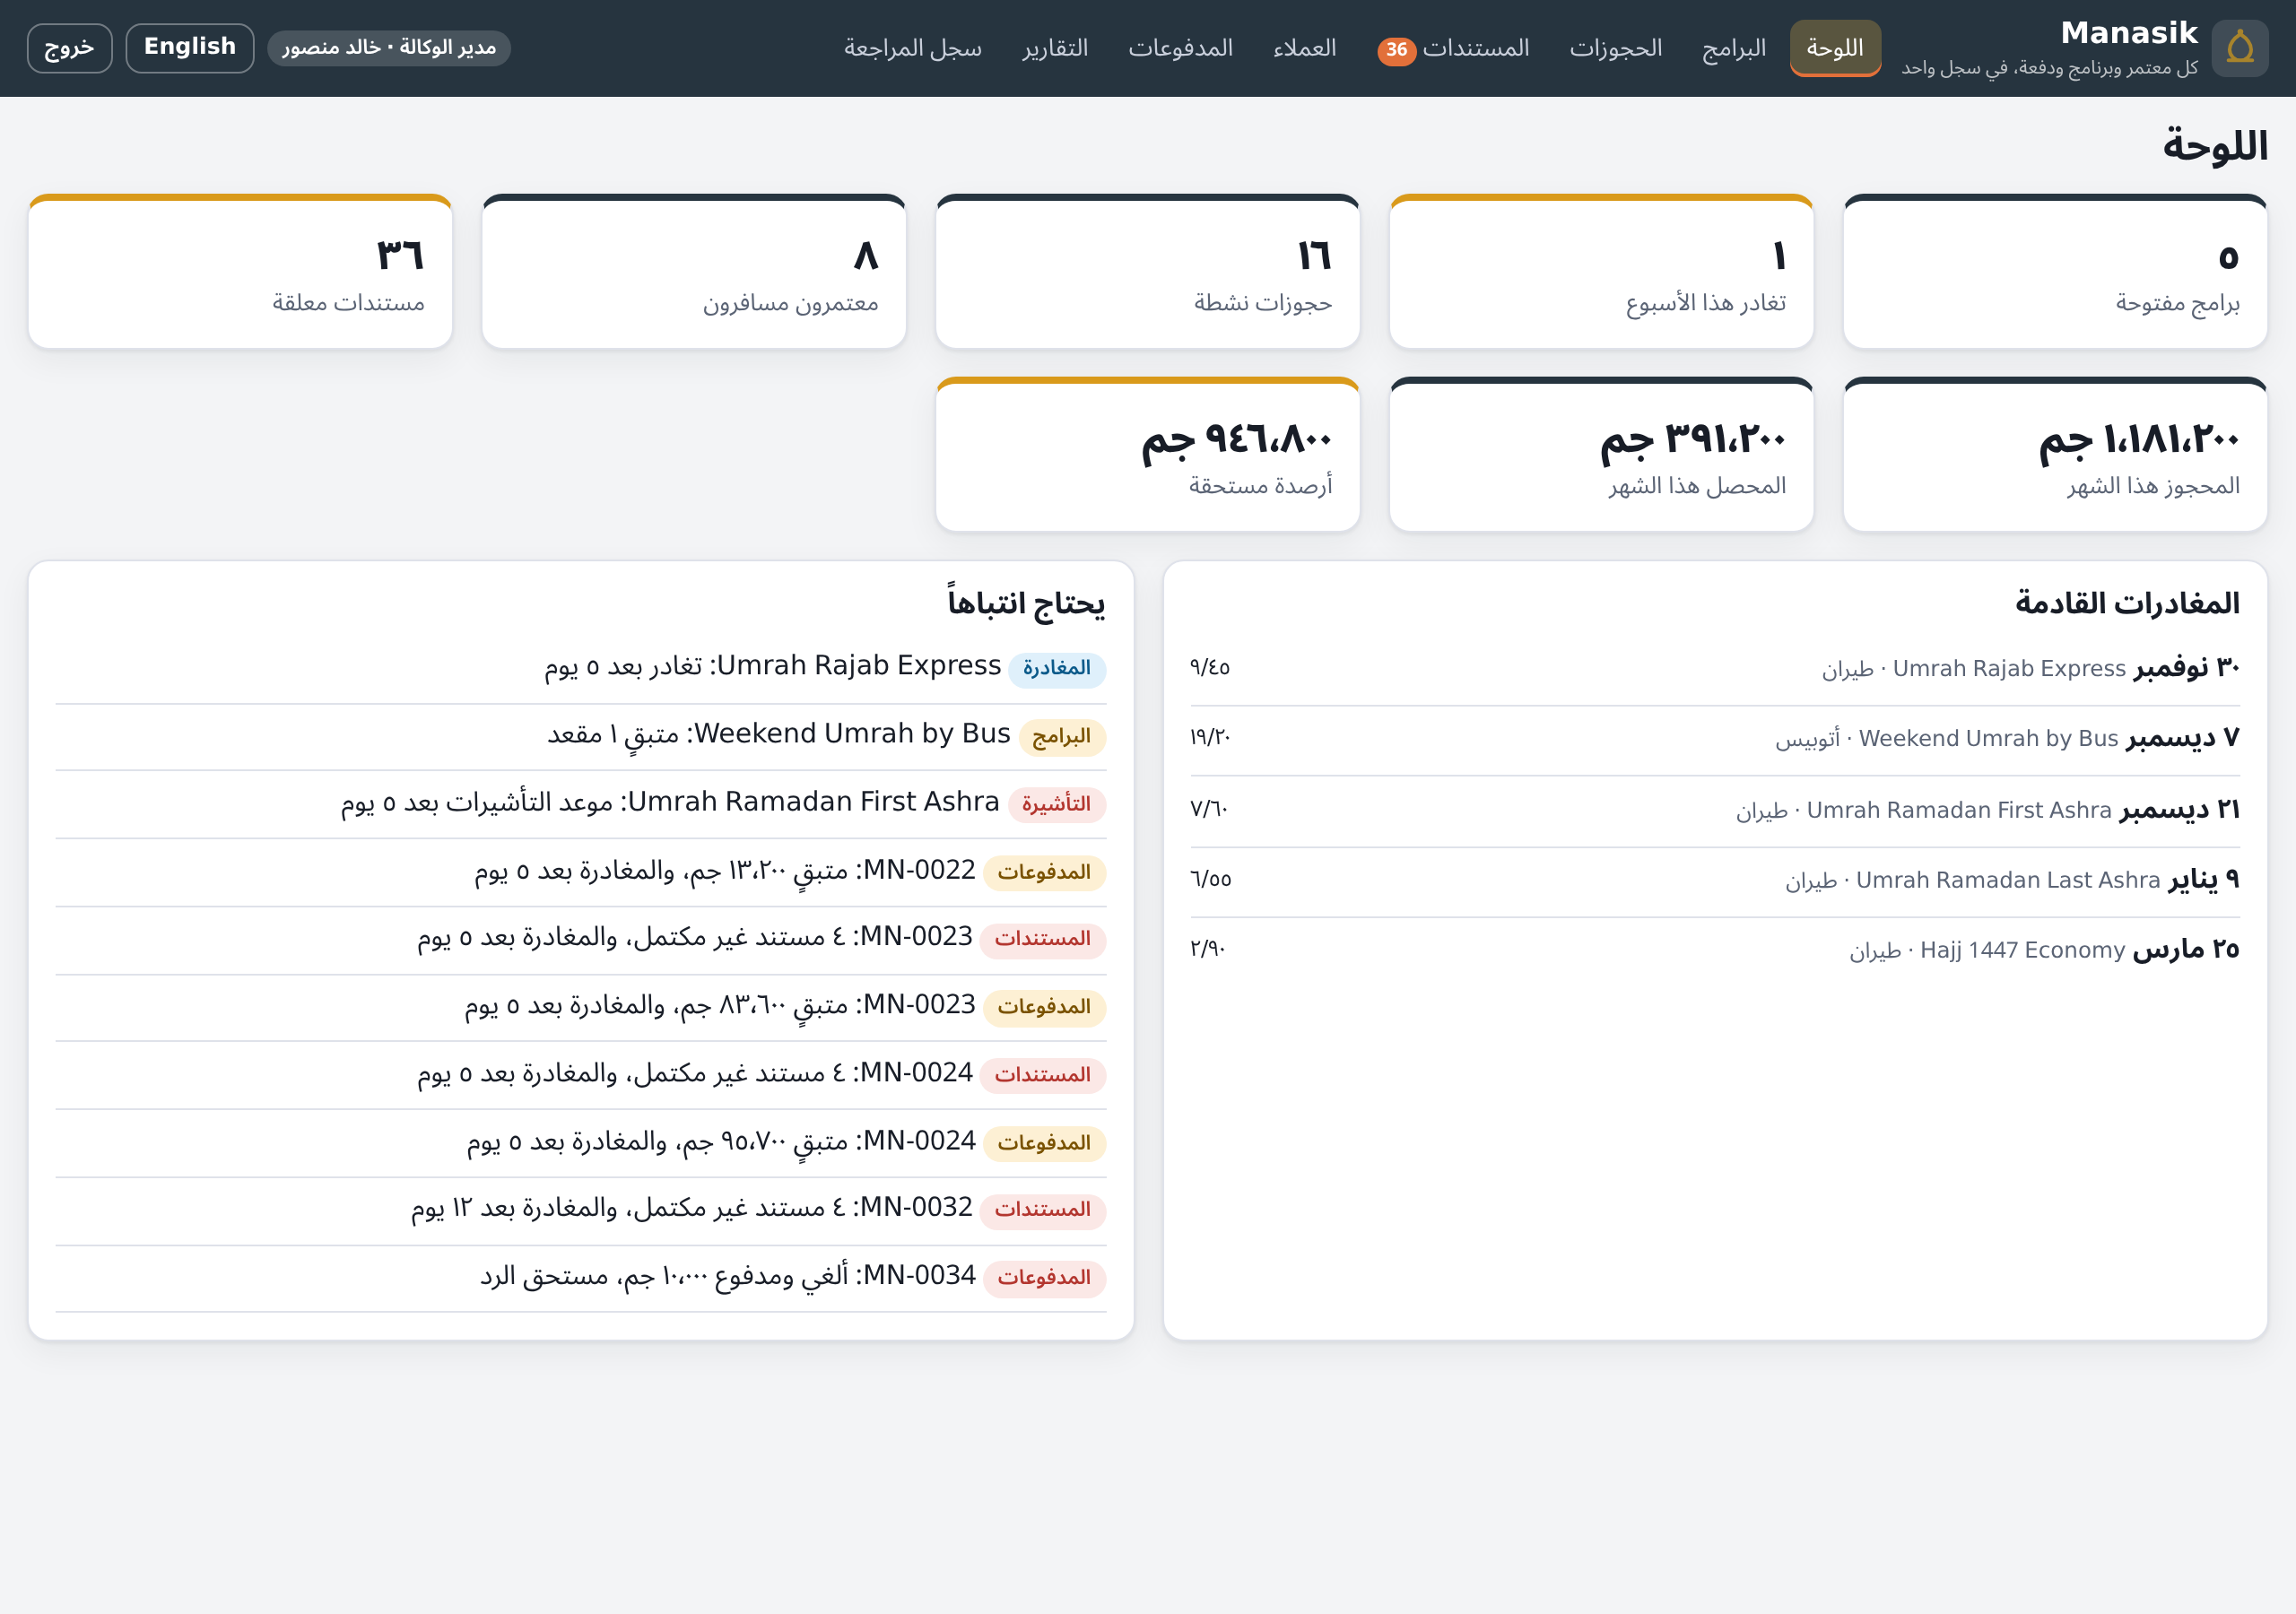 Manasik
كل معتمر وبرنامج ودفعة، في سجل واحد
اللوحة
البرامج
الحجوزات
المستندات 36
العملاء
المدفوعات
التقارير
سجل المراجعة
مدير الوكالة · خالد منصور
English
خروج
اللوحة
٥
برامج مفتوحة
١
تغادر هذا الأسبوع
١٦
حجوزات نشطة
٨
معتمرون مسافرون
٣٦
مستندات معلقة
١،١٨١،٢٠٠ جم
المحجوز هذا الشهر
٣٩١،٢٠٠ جم
المحصل هذا الشهر
٩٤٦،٨٠٠ جم
أرصدة مستحقة
المغادرات القادمة
٣٠ نوفمبر Umrah Rajab Express · طيران ٩/٤٥
٧ ديسمبر Weekend Umrah by Bus · أتوبيس ١٩/٢٠
٢١ ديسمبر Umrah Ramadan First Ashra · طيران ٧/٦٠
٩ يناير Umrah Ramadan Last Ashra · طيران ٦/٥٥
٢٥ مارس Hajj 1447 Economy · طيران ٢/٩٠
يحتاج انتباهاً
المغادرة Umrah Rajab Express: تغادر بعد ٥ يوم
البرامج Weekend Umrah by Bus: متبقٍ ١ مقعد
التأشيرة Umrah Ramadan First Ashra: موعد التأشيرات بعد ٥ يوم
المدفوعات MN-0022: متبقٍ ١٣،٢٠٠ جم، والمغادرة بعد ٥ يوم
المستندات MN-0023: ٤ مستند غير مكتمل، والمغادرة بعد ٥ يوم
المدفوعات MN-0023: متبقٍ ٨٣،٦٠٠ جم، والمغادرة بعد ٥ يوم
المستندات MN-0024: ٤ مستند غير مكتمل، والمغادرة بعد ٥ يوم
المدفوعات MN-0024: متبقٍ ٩٥،٧٠٠ جم، والمغادرة بعد ٥ يوم
المستندات MN-0032: ٤ مستند غير مكتمل، والمغادرة بعد ١٢ يوم
المدفوعات MN-0034: ألغي ومدفوع ١٠،٠٠٠ جم، مستحق الرد